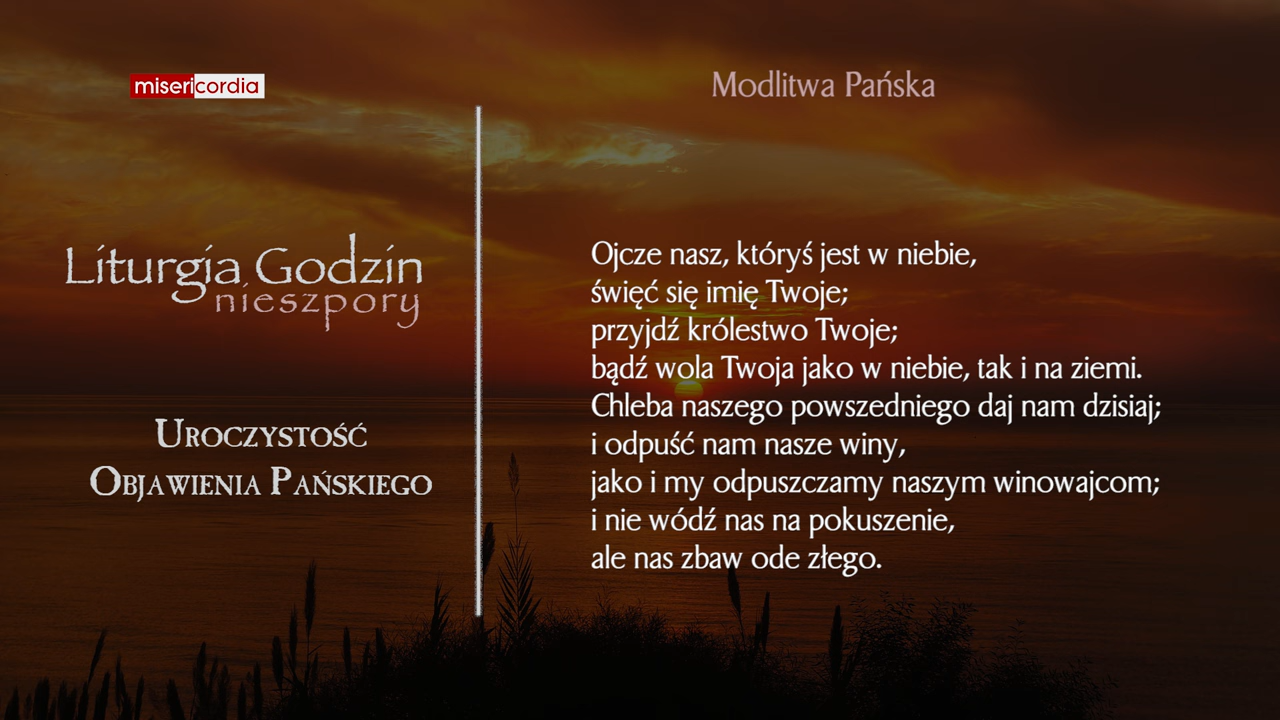 misericordia
Liturgia Godzin
nieszpory
Uroczystość
Objawienia Pańskiego
Modlitwa Pańska
Ojcze nasz, któryś jest w niebie,
święć się imię Twoje;
przyjdź królestwo Twoje;
bądź wola Twoja jako w niebie, tak i na ziemi.
Chleba naszego powszedniego daj nam dzisiaj;
i odpuść nam nasze winy,
jako i my odpuszczamy naszym winowajcom;
i nie wódź nas na pokuszenie,
ale nas zbaw ode złego.